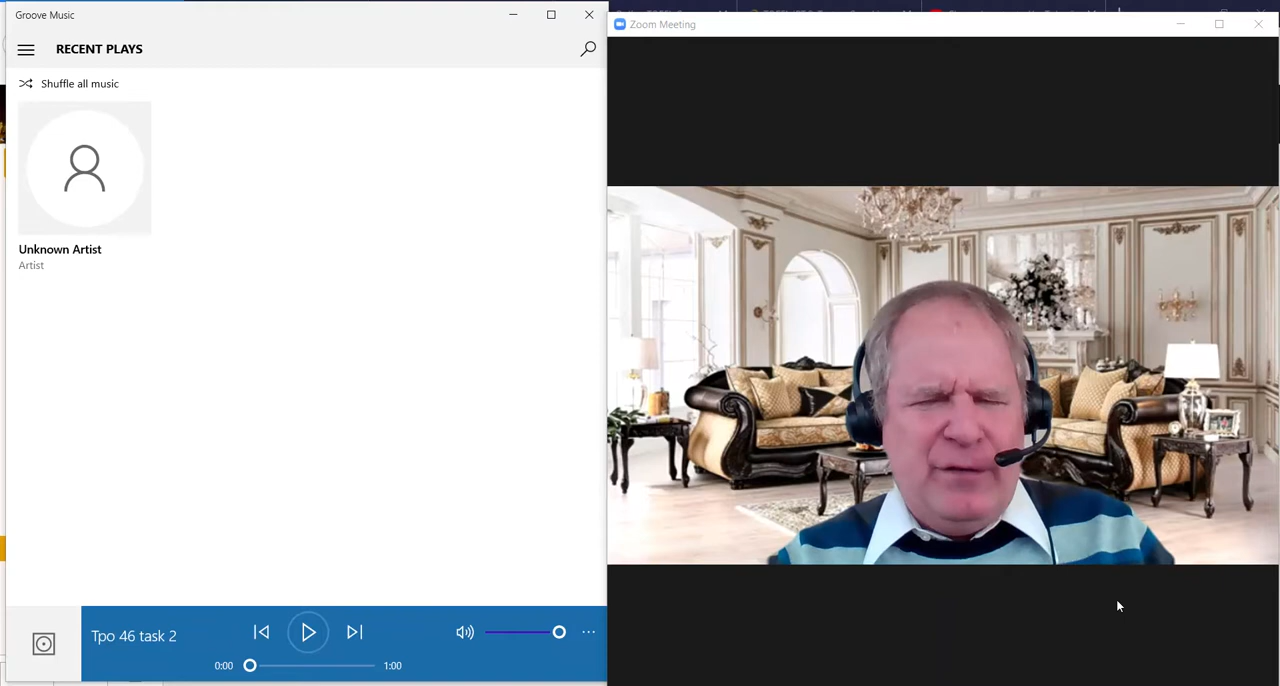 Groove Music
RECENT PLAYS
Shuffle all music
Unknown Artist
Artist
Tpo 46 task 2
0:00
1:00
Zoom Meeting